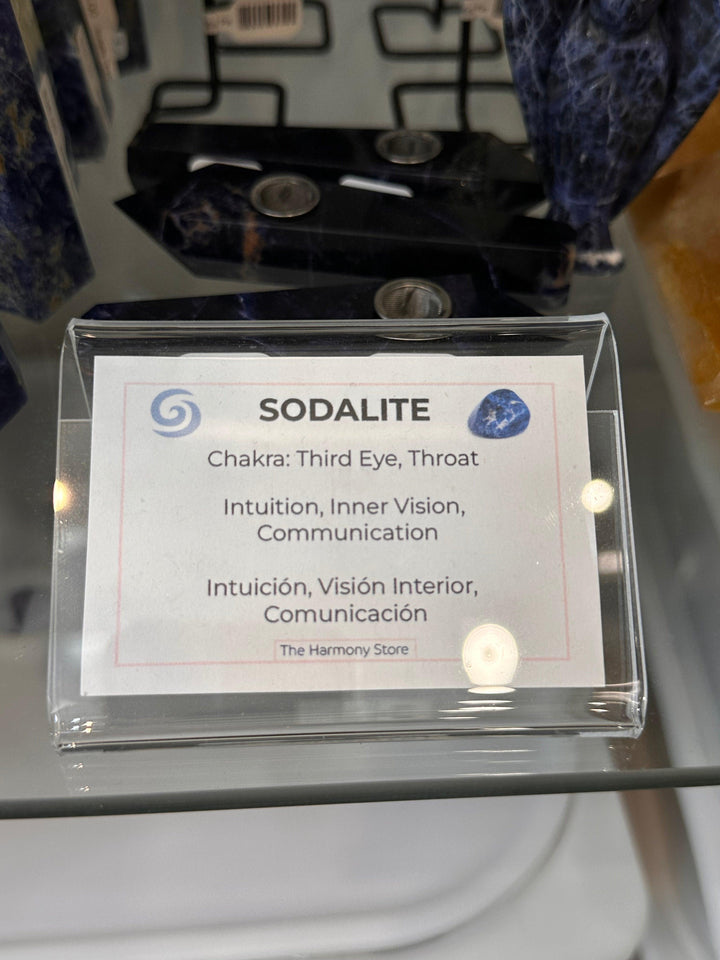 SODALITE
Chakra: Third Eye, Throat
Intuition, Inner Vision,
Communication
Intuición, Visión Interior,
Comunicación
The Harmony Store